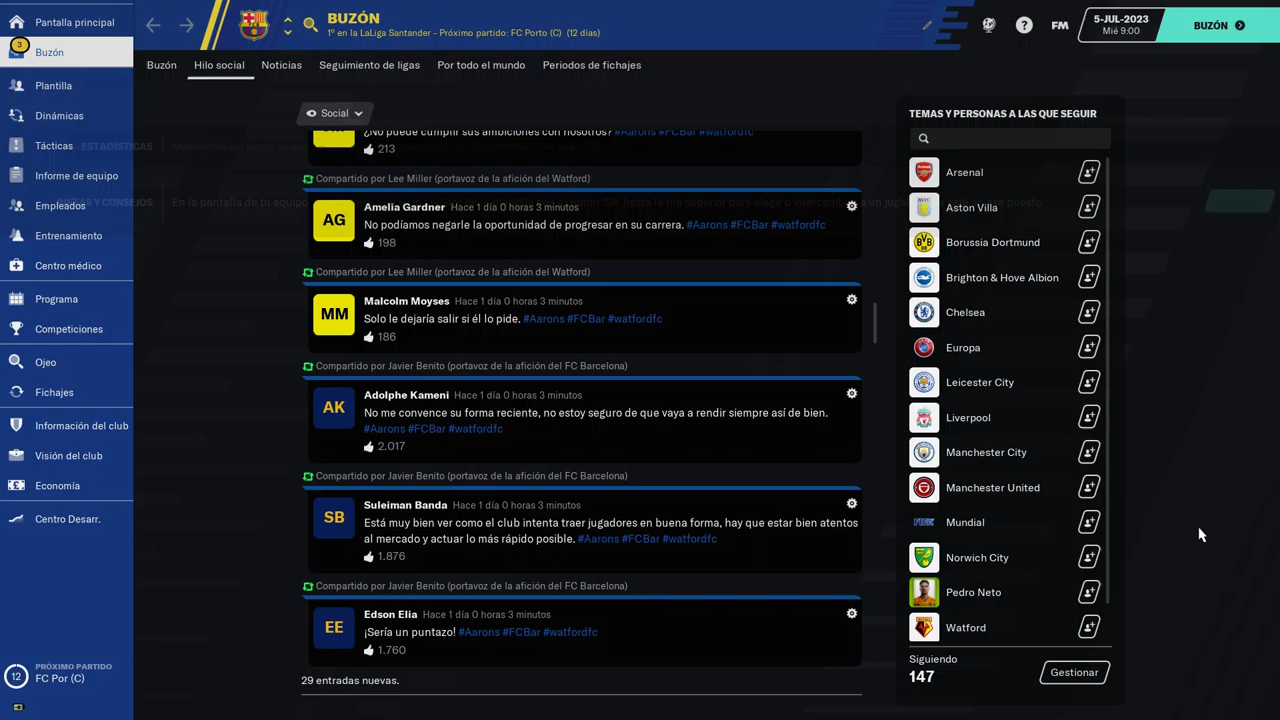 Pantalla principal
3
Buzón
Plantilla
Dinámicas
Tácticas
Informe de equipo
Empleados
Entrenamiento
Centro médico
Programa
Competiciones
Ojeo
Fichajes
Información del club
Visión del club
Economía
Centro Desarr.
12
PRÓXIMO PARTIDO
FC Por (C)
BUZÓN
1º en la LaLiga Santander - Próximo partido: FC Porto (C) (12 días)
FM
5-JUL-2023
Mié 9:00
BUZÓN
Buzón Hilo social Noticias Seguimiento de ligas Por todo el mundo Periodos de fichajes
Social
¿No puede cumplir sus ambiciones con nosotros? #Aarons #FCBar #watfordfc
213
ESTADÍSTICAS
Compartido por Lee Miller (portavoz de la afición del Watford)
AG
Amelia Gardner Hace 1 día 0 horas 3 minutos
No podíamos negarle la oportunidad de progresar en su carrera. #Aarons #FCBar #watfordfc
198
Compartido por Lee Miller (portavoz de la afición del Watford)
MM
Malcolm Moyses Hace 1 día 0 horas 3 minutos
Solo le dejaría salir si él lo pide. #Aarons #FCBar #watfordfc
186
Compartido por Javier Benito (portavoz de la afición del FC Barcelona)
AK
Adolphe Kameni Hace 1 día 0 horas 3 minutos
No me convence su forma reciente, no estoy seguro de que vaya a rendir siempre así de bien.
#Aarons #FCBar #watfordfc
2.017
Compartido por Javier Benito (portavoz de la afición del FC Barcelona)
SB
Suleiman Banda Hace 1 día 0 horas 3 minutos
Está muy bien ver como el club intenta traer jugadores en buena forma, hay que estar bien atentos
al mercado y actuar lo más rápido posible. #Aarons #FCBar #watfordfc
1.876
Compartido por Javier Benito (portavoz de la afición del FC Barcelona)
EE
Edson Elia Hace 1 día 0 horas 3 minutos
¡Sería un puntazo! #Aarons #FCBar #watfordfc
1.760
29 entradas nuevas.
TEMAS Y PERSONAS A LAS QUE SEGUIR
Arsenal
Aston Villa
Borussia Dortmund
Brighton & Hove Albion
Chelsea
Europa
Leicester City
Liverpool
Manchester City
Manchester United
Mundial
Norwich City
Pedro Neto
Watford
Siguiendo
147
Gestionar